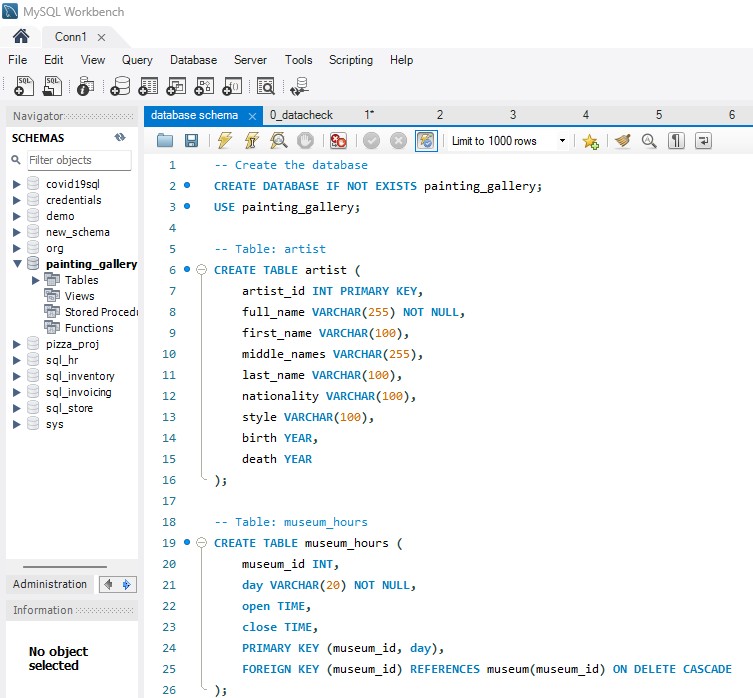 MySQL Workbench
Conn1
File Edit View Query Database Server Tools Scripting Help
Navigator
SCHEMAS
Filter objects
covid19sql
credentials
demo
new_schema
org
painting_gallery
Tables
Views
Stored Procedu
Functions
pizza_proj
sql_hr
sql_inventory
sql_invoicing
sql_store
sys
Administration
Information
No object
selected
database schema 0_datacheck 1* 2 3 4 5 6
Limit to 1000 rows
1 -- Create the database
2 CREATE DATABASE IF NOT EXISTS painting_gallery;
3 USE painting_gallery;
4
5 -- Table: artist
6 CREATE TABLE artist (
7 artist_id INT PRIMARY KEY,
8 full_name VARCHAR(255) NOT NULL,
9 first_name VARCHAR(100),
10 middle_names VARCHAR(255),
11 last_name VARCHAR(100),
12 nationality VARCHAR(100),
13 style VARCHAR(100),
14 birth YEAR,
15 death YEAR
16 );
17
18 -- Table: museum_hours
19 CREATE TABLE museum_hours (
20 museum_id INT,
21 day VARCHAR(20) NOT NULL,
22 open TIME,
23 close TIME,
24 PRIMARY KEY (museum_id, day),
25 FOREIGN KEY (museum_id) REFERENCES museum(museum_id) ON DELETE CASCADE
26 );